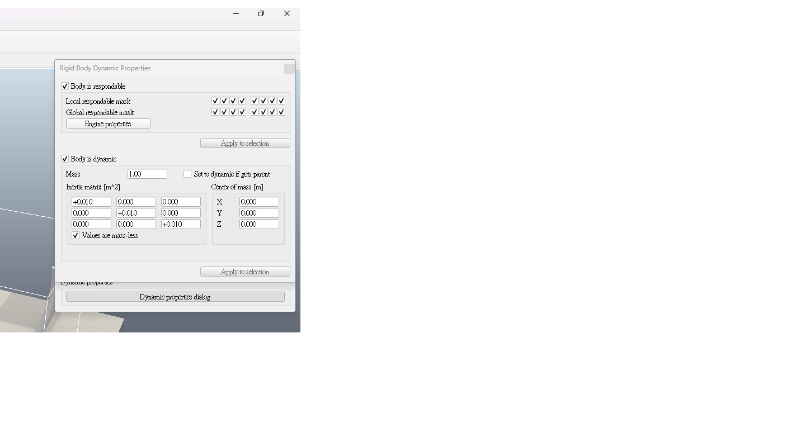 Rigid Body Dynamic Properties
Body is respondable
Local respondable mask
Global respondable mask
Engine properties
Apply to selection
Body is dynamic
Mass 1.00 Set to dynamic if gets parent
Inertia matrix [m^2] Center of mass [m]
+0.010 0.000 0.000 X 0.000
0.000 +0.010 0.000 Y 0.000
0.000 0.000 +0.010 Z 0.000
Values are mass-less
Apply to selection
Dynamic properties
Dynamic properties dialog